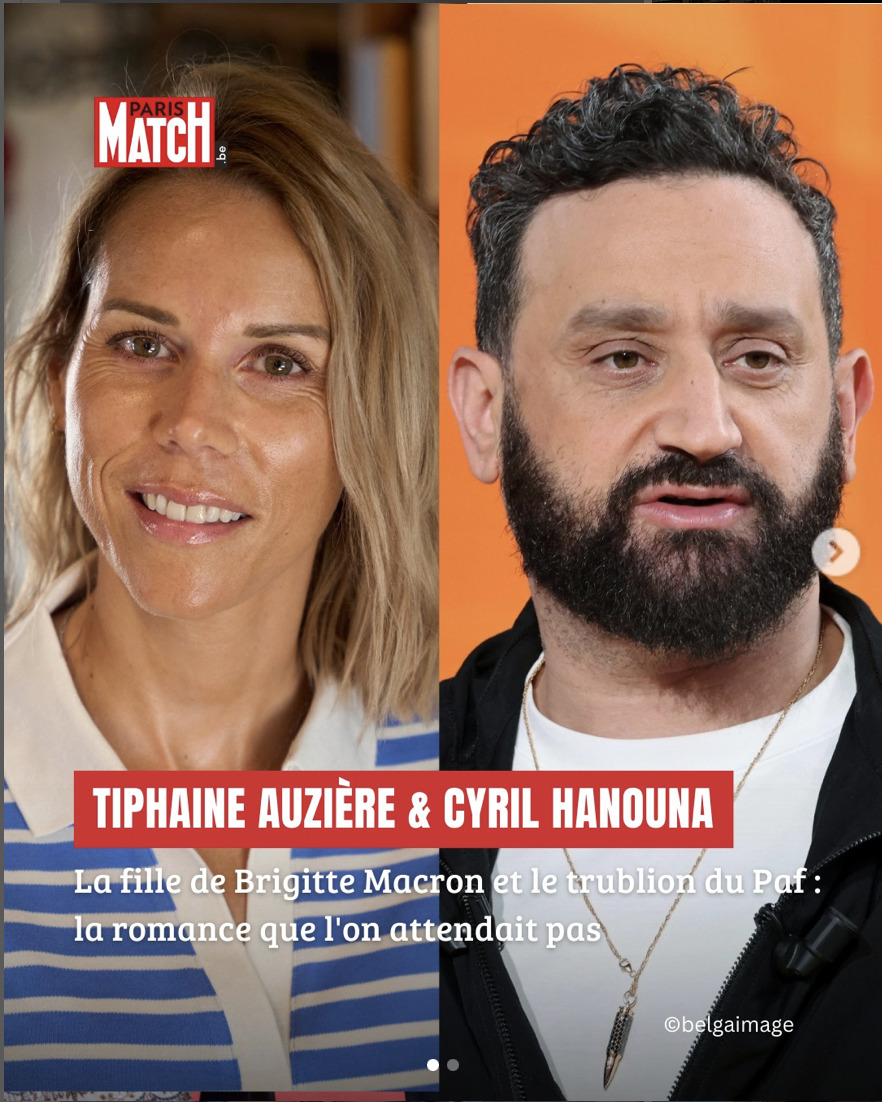 PARIS
MATCH
.be
TIPHAINE AUZIÈRE & CYRIL HANOUNA
La fille de Brigitte Macron et le trublion du Paf :
la romance que l'on attendait pas
©belgaimage